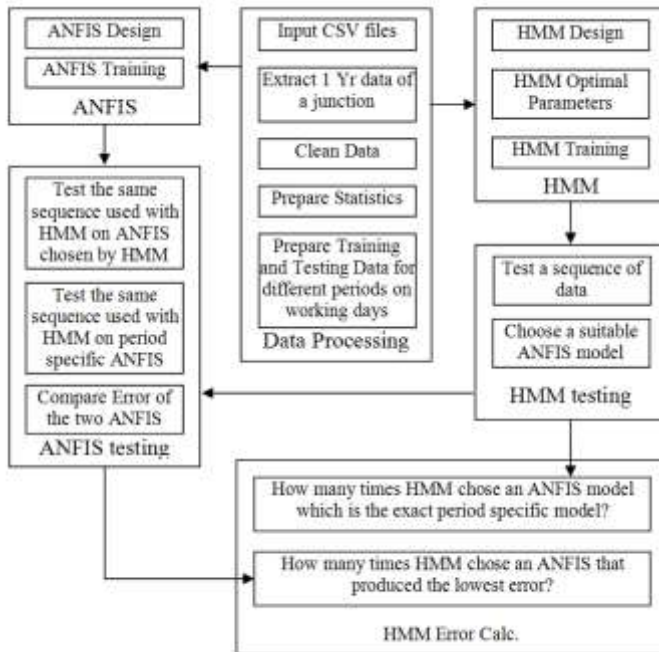 ANFIS Design
ANFIS Training
ANFIS
Test the same
sequence used with
HMM on ANFIS
chosen by HMM
Test the same
sequence used with
HMM on period
specific ANFIS
Compare Error of
the two ANFIS
ANFIS testing
Input CSV files
Extract 1 Yr data of
a junction
Clean Data
Prepare Statistics
Prepare Training
and Testing Data for
different periods on
working days
Data Processing
HMM Design
HMM Optimal
Parameters
HMM Training
HMM
Test a sequence of
data
Choose a suitable
ANFIS model
HMM testing
How many times HMM chose an ANFIS model
which is the exact period specific model?
How many times HMM chose an ANFIS that
produced the lowest error?
HMM Error Calc.